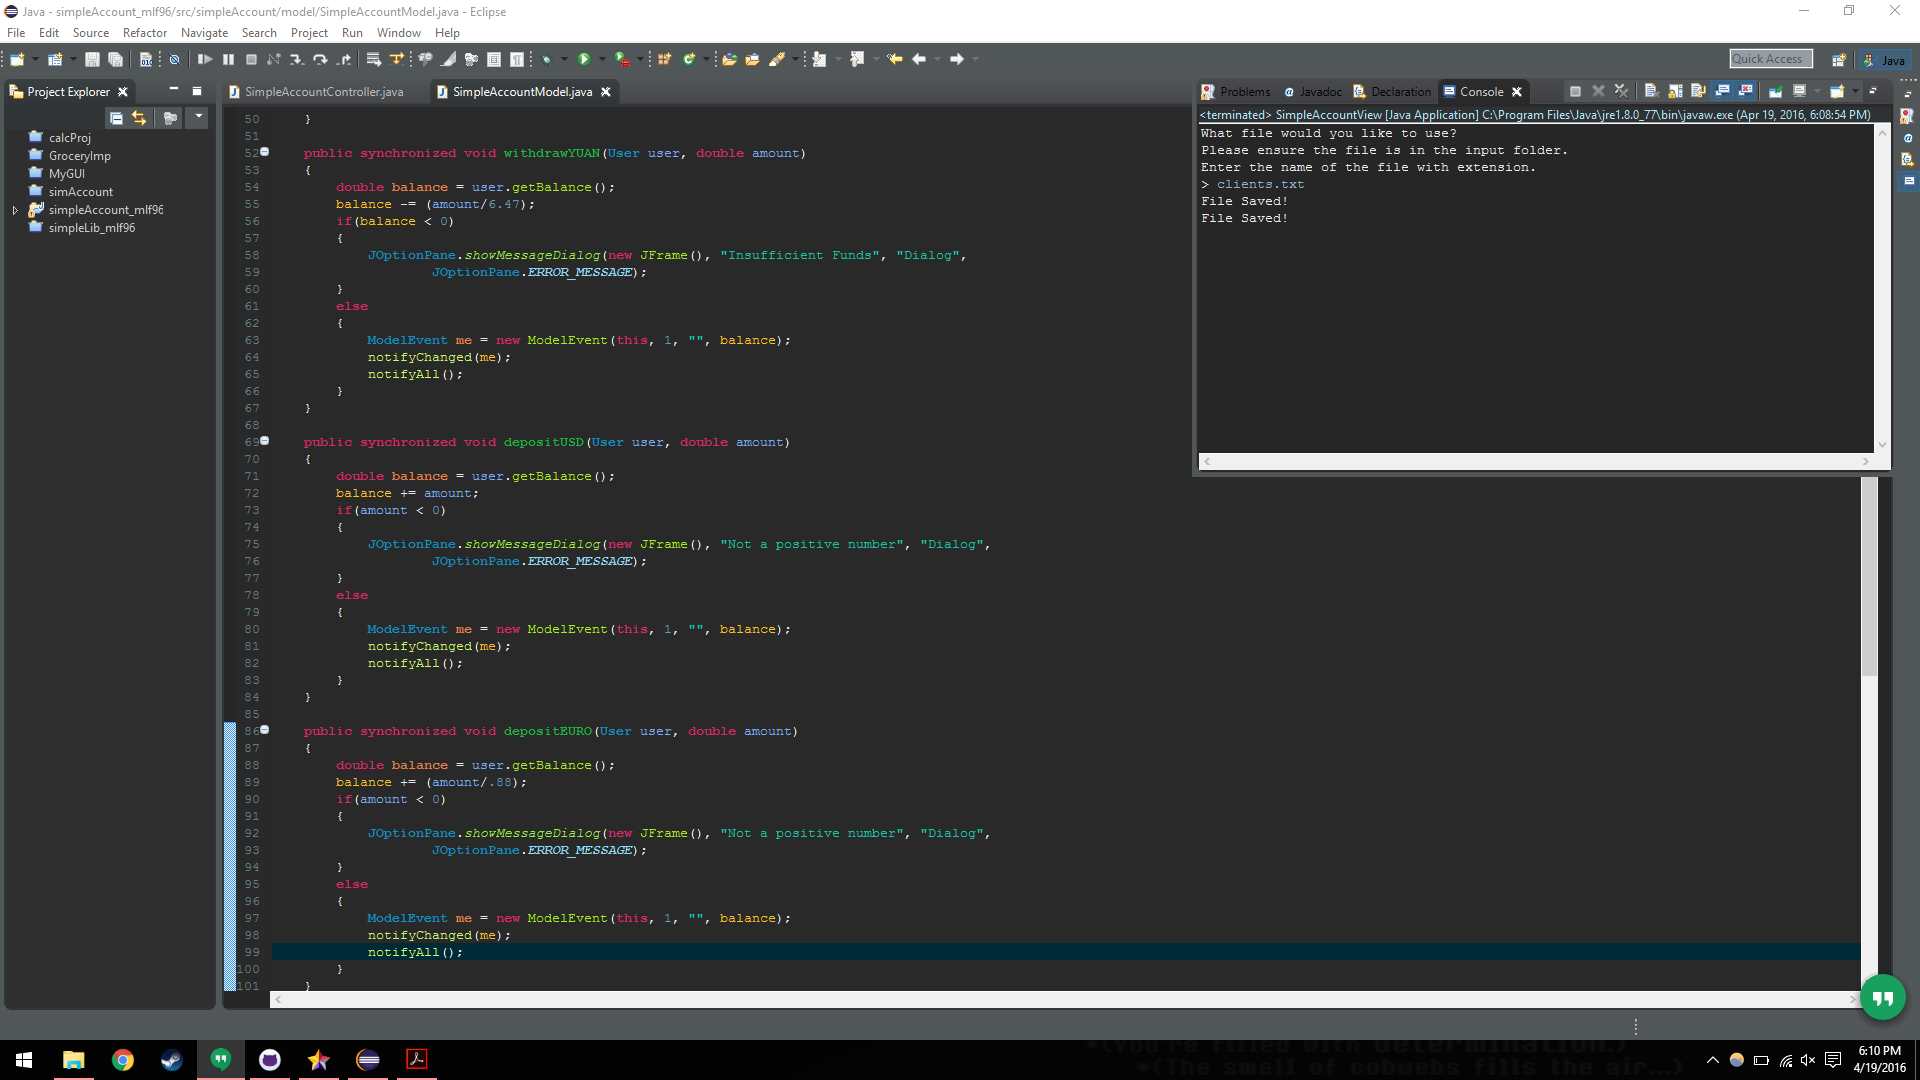 Java - simpleAccount_mlf96/src/simpleAccount/model/SimpleAccountModel.java - Eclipse
File Edit Source Refactor Navigate Search Project Run Window Help
Quick Access
Java
Project Explorer
calcProj
GroceryImp
MyGUI
simAccount
simpleAccount_mlf96
simpleLib_mlf96
SimpleAccountController.java
SimpleAccountModel.java
50 }
51
52 public synchronized void withdrawYUAN(User user, double amount)
53 {
54 double balance = user.getBalance();
55 balance -= (amount/6.47);
56 if(balance < 0)
57 {
58 JOptionPane.showMessageDialog(new JFrame(), "Insufficient Funds", "Dialog",
59 JOptionPane.ERROR_MESSAGE);
60 }
61 else
62 {
63 ModelEvent me = new ModelEvent(this, 1, "", balance);
64 notifyChanged(me);
65 notifyAll();
66 }
67 }
68
69 public synchronized void depositUSD(User user, double amount)
70 {
71 double balance = user.getBalance();
72 balance += amount;
73 if(amount < 0)
74 {
75 JOptionPane.showMessageDialog(new JFrame(), "Not a positive number", "Dialog",
76 JOptionPane.ERROR_MESSAGE);
77 }
78 else
79 {
80 ModelEvent me = new ModelEvent(this, 1, "", balance);
81 notifyChanged(me);
82 notifyAll();
83 }
84 }
85
86 public synchronized void depositEURO(User user, double amount)
87 {
88 double balance = user.getBalance();
89 balance += (amount/.88);
90 if(amount < 0)
91 {
92 JOptionPane.showMessageDialog(new JFrame(), "Not a positive number", "Dialog",
93 JOptionPane.ERROR_MESSAGE);
94 }
95 else
96 {
97 ModelEvent me = new ModelEvent(this, 1, "", balance);
98 notifyChanged(me);
99 notifyAll();
100 }
101 }
Problems Javadoc Declaration Console
<terminated> SimpleAccountView [Java Application] C:\Program Files\Java\jre1.8.0_77\bin\javaw.exe (Apr 19, 2016, 6:08:54 PM)
What file would you like to use?
Please ensure the file is in the input folder.
Enter the name of the file with extension.
> clients.txt
File Saved!
File Saved!
*(You're filled with determination.)
*(The smell of cobwebs fills the air...)
6:10 PM
4/19/2016